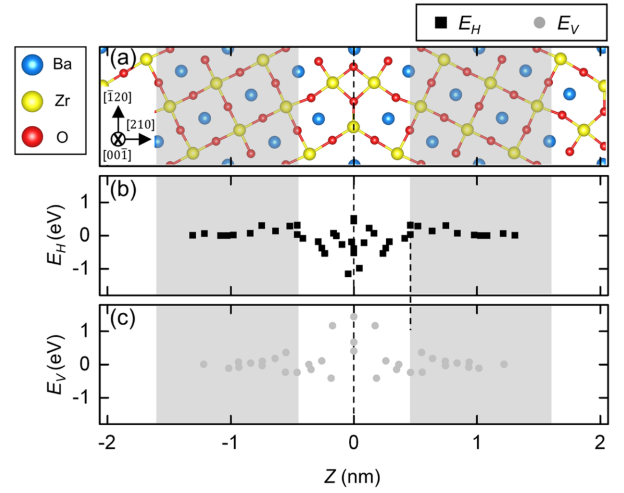 E_H E_V
Ba
Zr
O
(a)
[1̄20]
[210]
[001̄]
(b)
1
0
-1
E_H (eV)
(c)
1
0
-1
E_V (eV)
-2 -1 0 1 2
Z (nm)